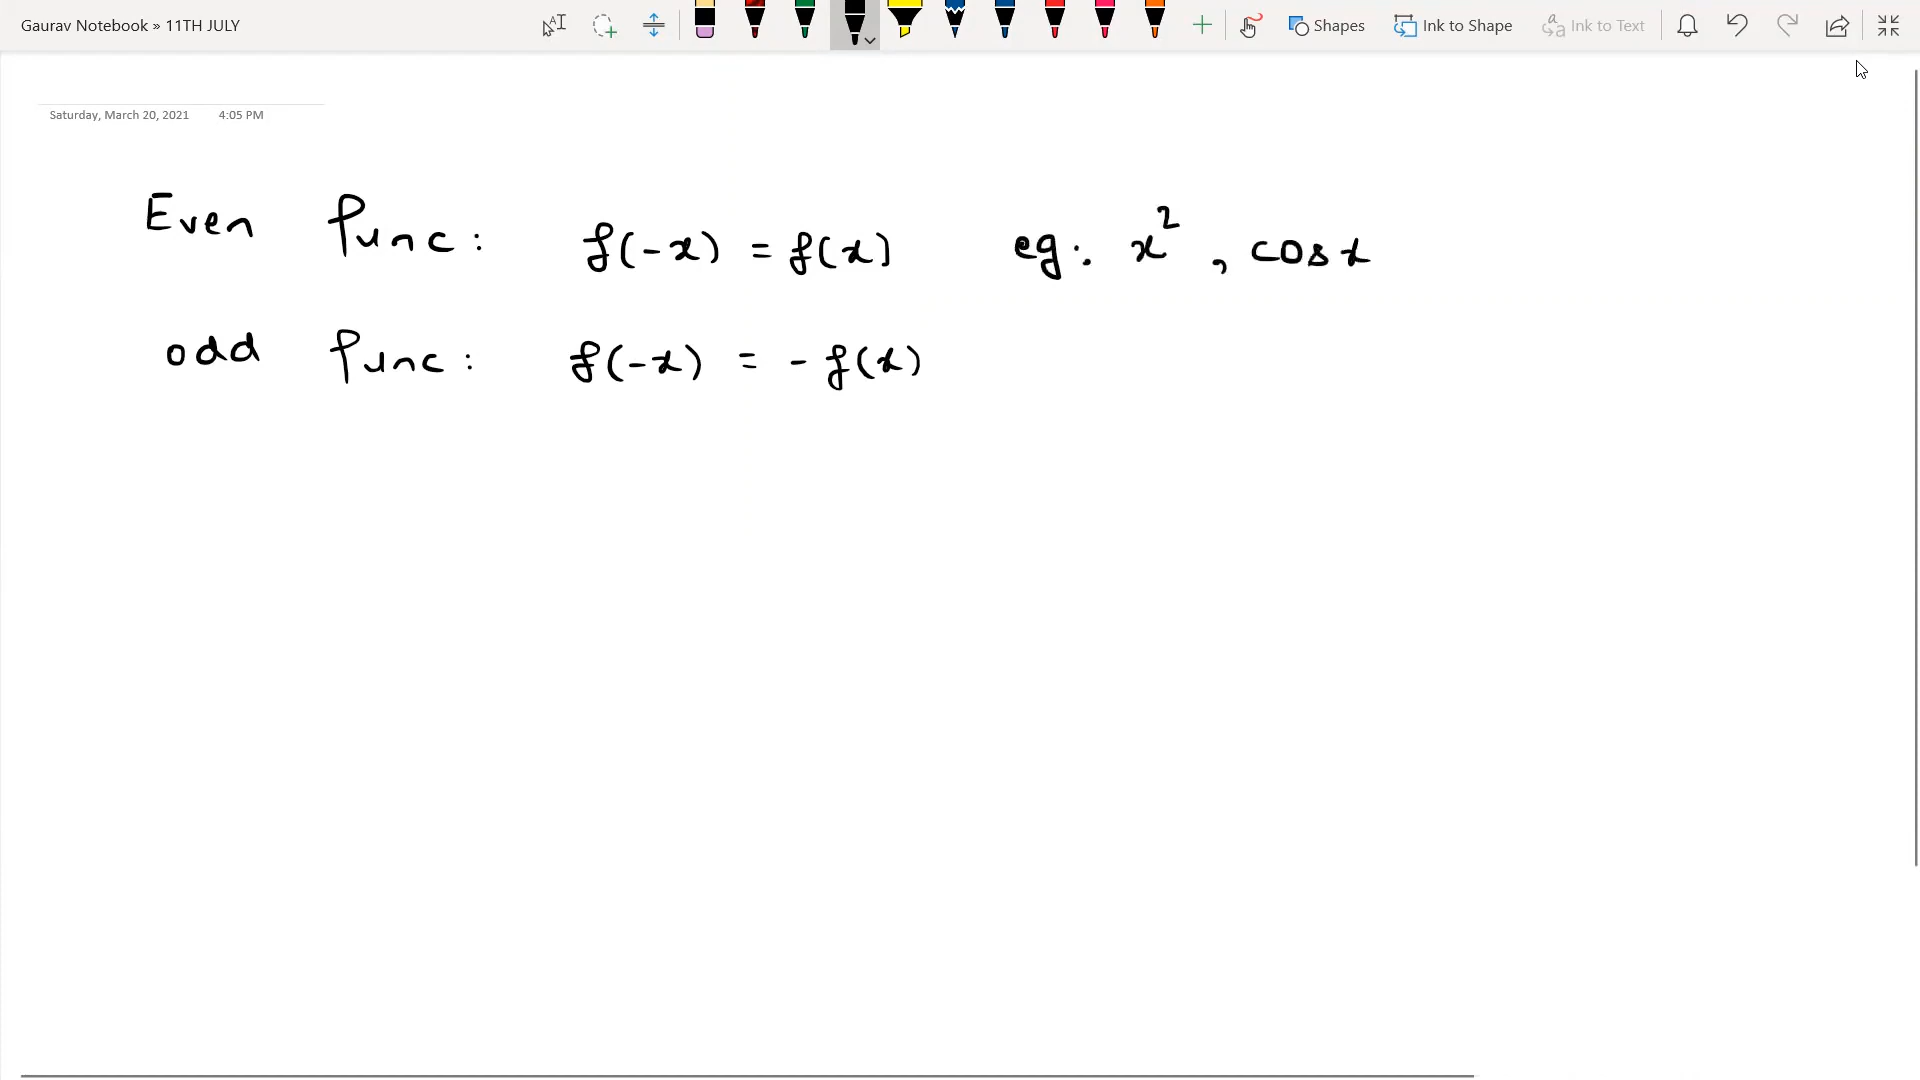 Gaurav Notebook » 11TH JULY Shapes Ink to Shape Ink to Text
Saturday, March 20, 2021 4:05 PM
Even func: f(-x) = f(x) eg: x², cosx
odd func: f(-x) = - f(x)